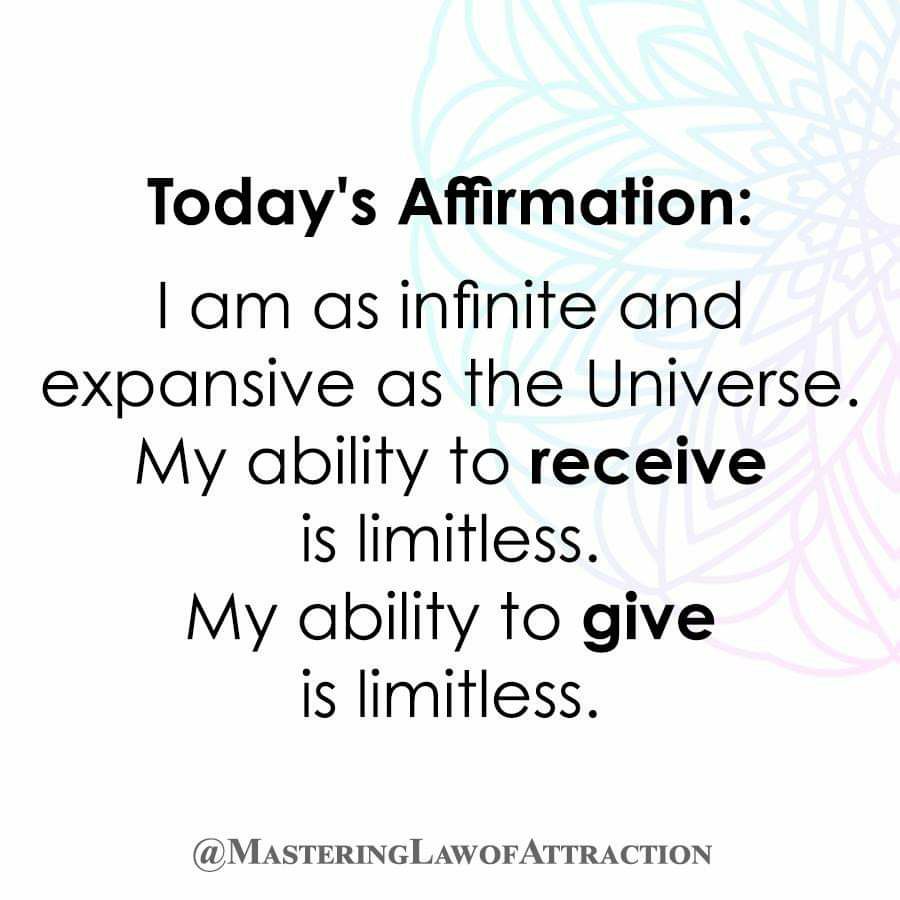 Today's Affirmation:
I am as infinite and
expansive as the Universe.
My ability to receive
is limitless.
My ability to give
is limitless.
@MasteringLawofAttraction